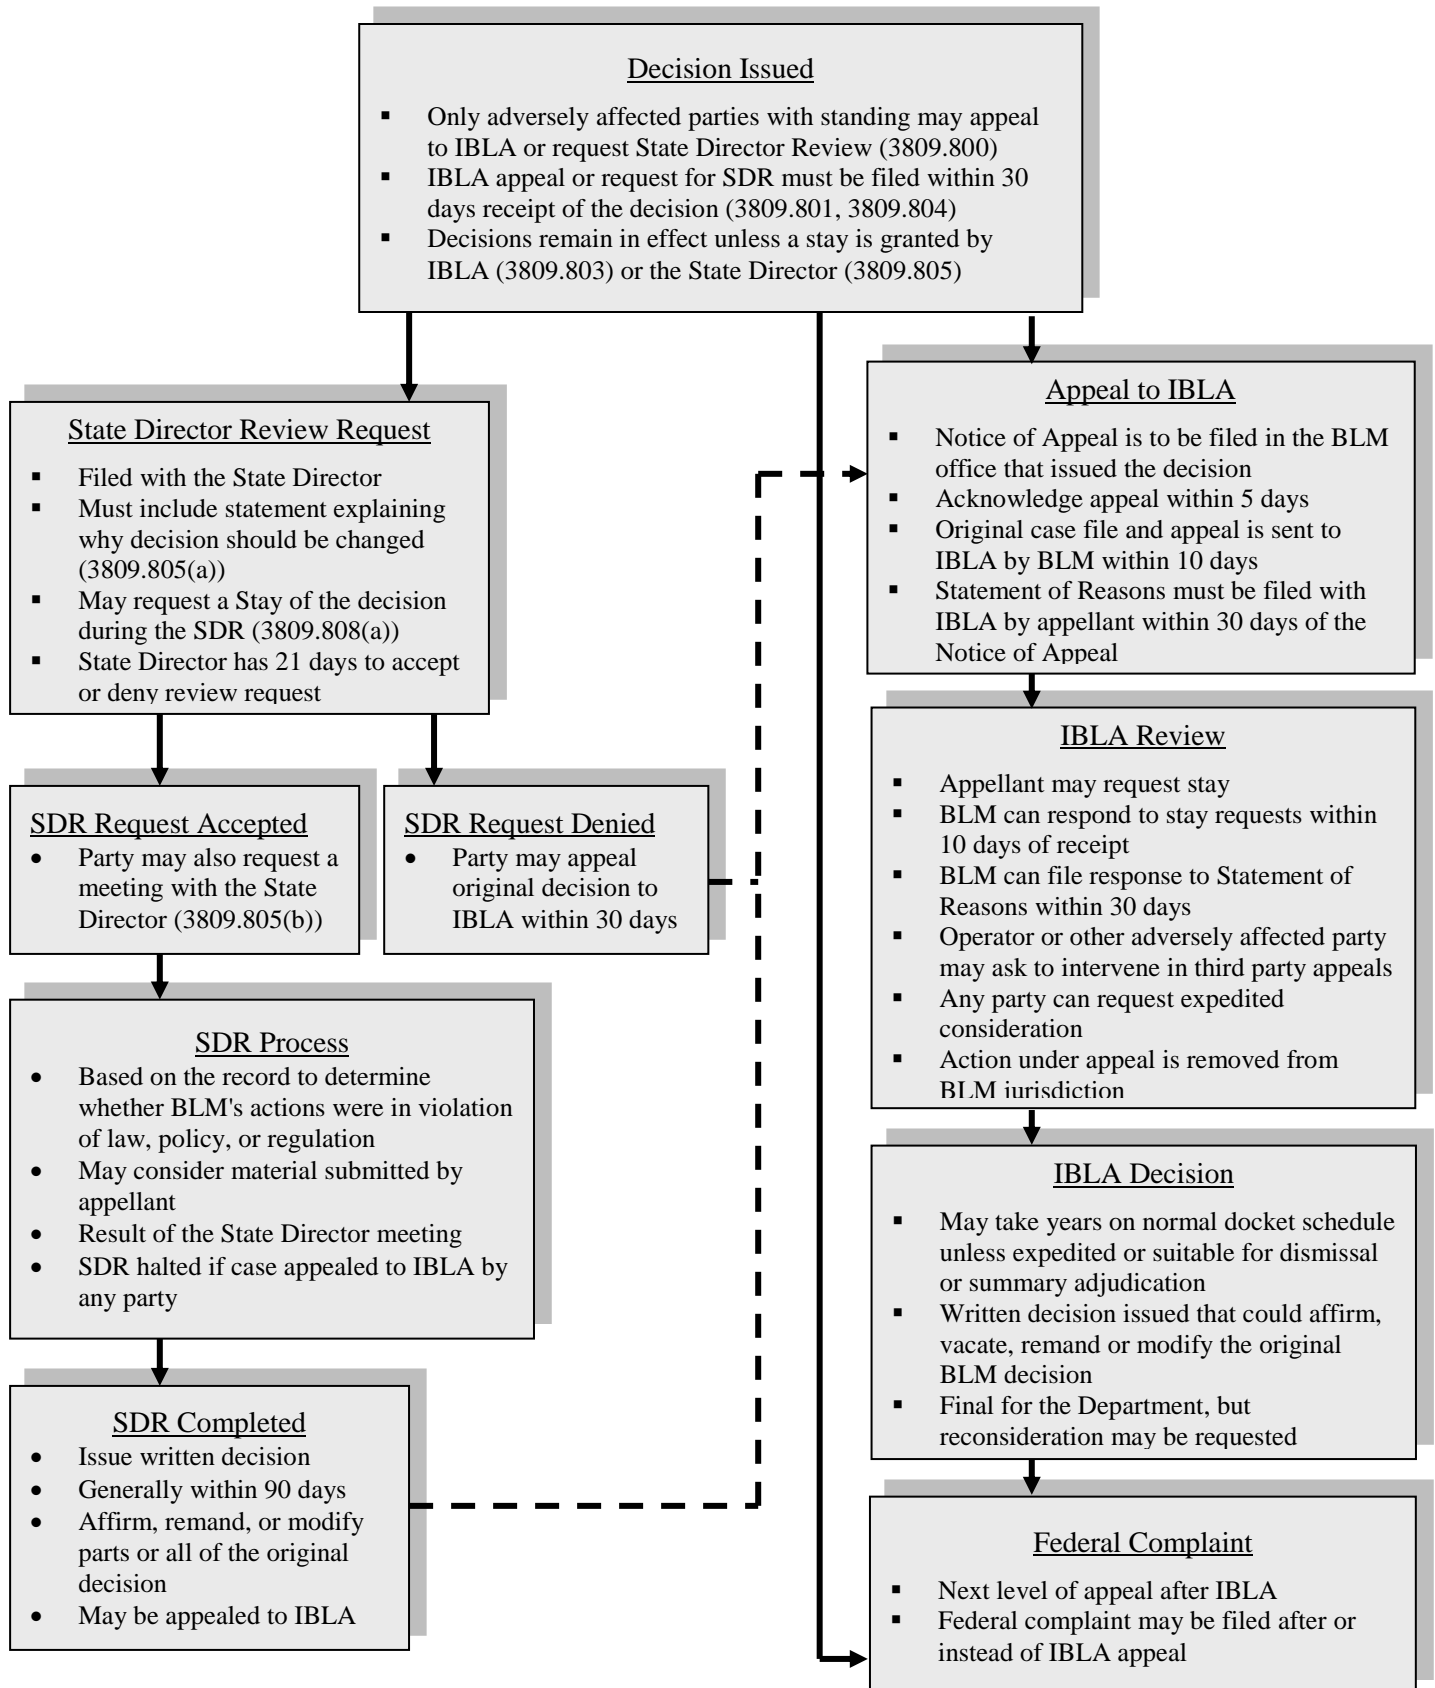 Decision Issued
▪ Only adversely affected parties with standing may appeal
to IBLA or request State Director Review (3809.800)
▪ IBLA appeal or request for SDR must be filed within 30
days receipt of the decision (3809.801, 3809.804)
▪ Decisions remain in effect unless a stay is granted by
IBLA (3809.803) or the State Director (3809.805)
State Director Review Request
▪ Filed with the State Director
▪ Must include statement explaining
why decision should be changed
(3809.805(a))
▪ May request a Stay of the decision
during the SDR (3809.808(a))
▪ State Director has 21 days to accept
or deny review request
SDR Request Accepted
• Party may also request a
meeting with the State
Director (3809.805(b))
SDR Request Denied
• Party may appeal
original decision to
IBLA within 30 days
SDR Process
• Based on the record to determine
whether BLM's actions were in violation
of law, policy, or regulation
• May consider material submitted by
appellant
• Result of the State Director meeting
• SDR halted if case appealed to IBLA by
any party
SDR Completed
• Issue written decision
• Generally within 90 days
• Affirm, remand, or modify
parts or all of the original
decision
• May be appealed to IBLA
Appeal to IBLA
▪ Notice of Appeal is to be filed in the BLM
office that issued the decision
▪ Acknowledge appeal within 5 days
▪ Original case file and appeal is sent to
IBLA by BLM within 10 days
▪ Statement of Reasons must be filed with
IBLA by appellant within 30 days of the
Notice of Appeal
IBLA Review
▪ Appellant may request stay
▪ BLM can respond to stay requests within
10 days of receipt
▪ BLM can file response to Statement of
Reasons within 30 days
▪ Operator or other adversely affected party
may ask to intervene in third party appeals
▪ Any party can request expedited
consideration
▪ Action under appeal is removed from
BLM jurisdiction
IBLA Decision
▪ May take years on normal docket schedule
unless expedited or suitable for dismissal
or summary adjudication
▪ Written decision issued that could affirm,
vacate, remand or modify the original
BLM decision
▪ Final for the Department, but
reconsideration may be requested
Federal Complaint
▪ Next level of appeal after IBLA
▪ Federal complaint may be filed after or
instead of IBLA appeal